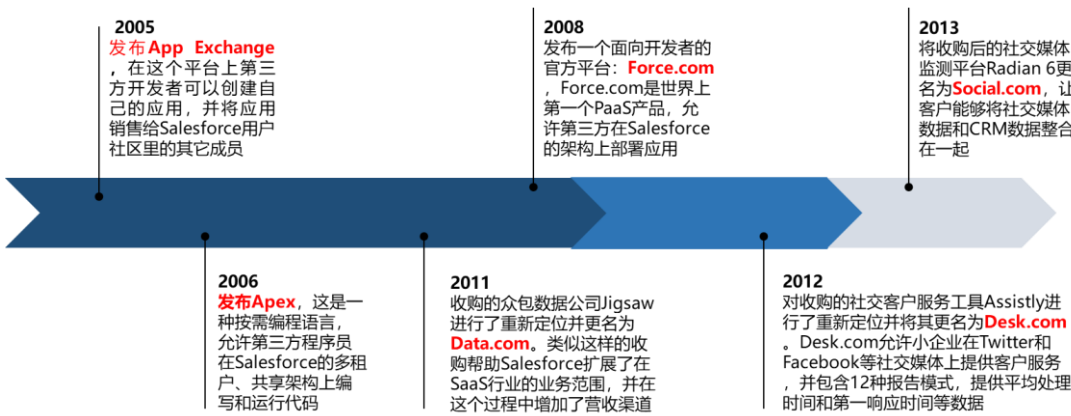 2005
发布App Exchange
，在这个平台上第三
方开发者可以创建自
己的应用，并将应用
销售给Salesforce用户
社区里的其它成员
2008
发布一个面向开发者的
官方平台：Force.com
，Force.com是世界上
第一个PaaS产品，允
许第三方在Salesforce
的架构上部署应用
2013
将收购后的社交媒体
监测平台Radian 6更
名为Social.com，让
客户能够将社交媒体
数据和CRM数据整合
在一起
2006
发布Apex，这是一
种按需编程语言，
允许第三方程序员
在Salesforce的多租
户、共享架构上编
写和运行代码
2011
收购的众包数据公司Jigsaw
进行了重新定位并更名为
Data.com。类似这样的收
购帮助Salesforce扩展了在
SaaS行业的业务范围，并在
这个过程中增加了营收渠道
2012
对收购的社交客户服务工具Assistly进
行了重新定位并将其更名为Desk.com
。Desk.com允许小企业在Twitter和
Facebook等社交媒体上提供客户服务
，并包含12种报告模式，提供平均处理
时间和第一响应时间等数据